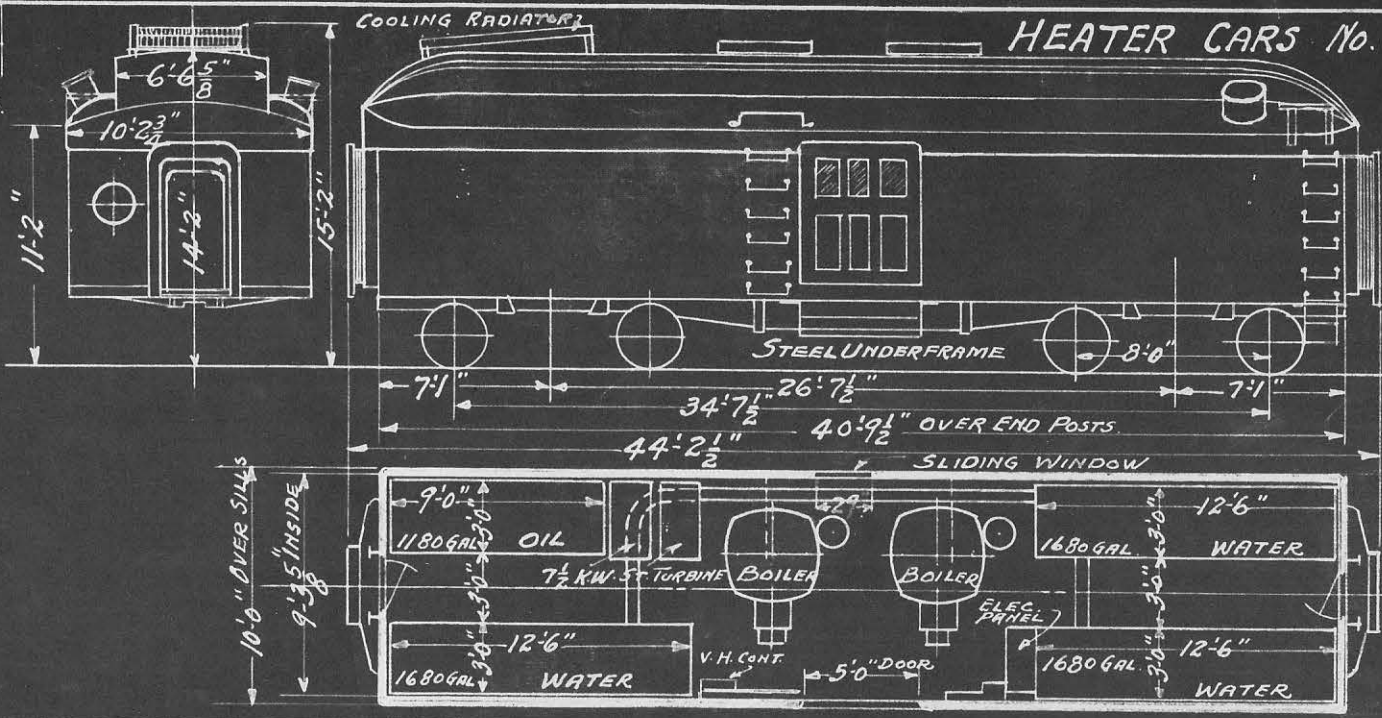 COOLING RADIATOR
HEATER CARS No.
6'-6 5/8"
10'-2 3/4"
11'-2"
14'-2"
15'-2"
STEEL UNDERFRAME
8'-0"
7'-1"
26'-7 1/2"
7'-1"
34'-7 1/2"
40'-9 1/2" OVER END POSTS
44'-2 1/2"
SLIDING WINDOW
10'-0" OVER SILLS
9'-3 5/8" INSIDE
9'-0"
1180 GAL OIL
3'-0"
3'-0"
3'-0"
7 1/2 KW. ST. TURBINE
29
BOILER
BOILER
12'-6"
1680 GAL. WATER
3'-0"
3'-0"
3'-0"
ELEC. PANEL
12'-6"
1680 GAL WATER
V.H. CONT.
5'-0" DOOR
12'-6"
1680 GAL WATER